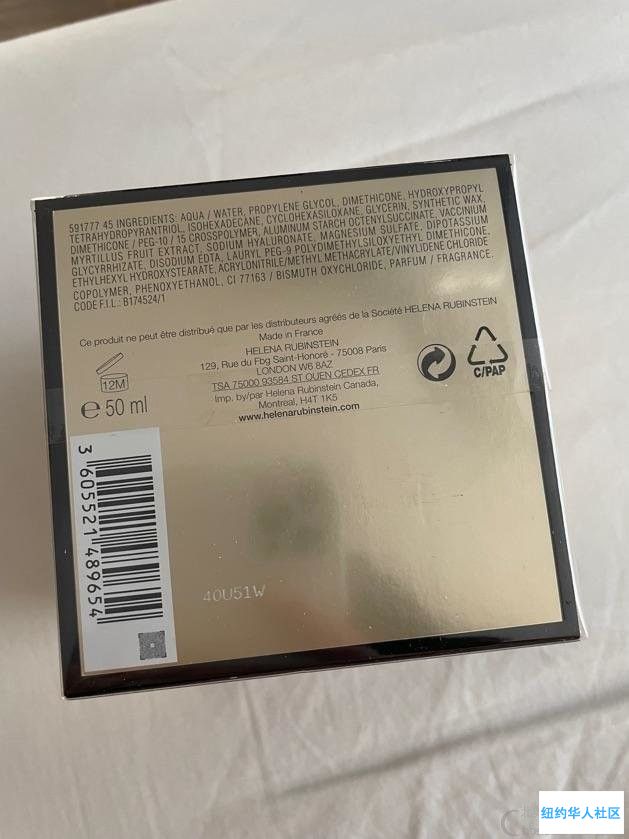 591777 45 INGREDIENTS: AQUA / WATER, PROPYLENE GLYCOL, DIMETHICONE, HYDROXYPROPYL
TETRAHYDROPYRANTRIOL, ISOHEXADECANE, CYCLOHEXASILOXANE, GLYCERIN, SYNTHETIC WAX,
DIMETHICONE / PEG-10 / 15 CROSSPOLYMER, ALUMINUM STARCH OCTENYLSUCCINATE, VACCINIUM
MYRTILLUS FRUIT EXTRACT, SODIUM HYALURONATE, MAGNESIUM SULFATE, DIPOTASSIUM
GLYCYRRHIZATE, DISODIUM EDTA, LAURYL PEG-9 POLYDIMETHYLSILOXYETHYL DIMETHICONE,
ETHYLHEXYL HYDROXYSTEARATE, ACRYLONITRILE/METHYL METHACRYLATE/VINYLIDENE CHLORIDE
COPOLYMER, PHENOXYETHANOL, CI 77163 / BISMUTH OXYCHLORIDE, PARFUM / FRAGRANCE.
CODE F.I.L.: B174524/1
Ce produit ne peut être distribué que par les distributeurs agréés de la Société HELENA RUBINSTEIN
Made in France
HELENA RUBINSTEIN
129, Rue du Fbg Saint-Honoré - 75008 Paris
LONDON W6 8AZ
TSA 75000 93584 ST OUEN CEDEX FR
Imp. by/par Helena Rubinstein Canada,
Montreal, H4T 1K5
www.helenarubinstein.com
12M
e 50 ml
C/PAP
3 605521 489654
40U51W
纽约华人社区